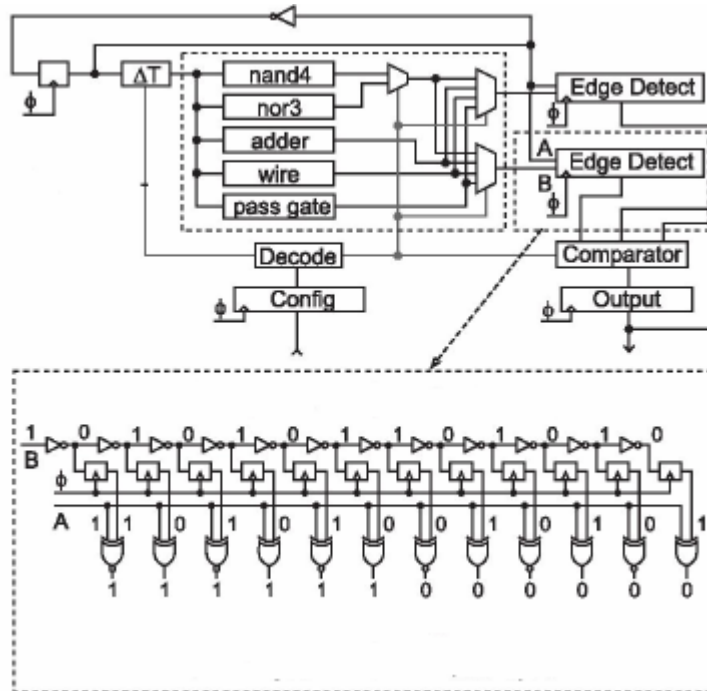 ΔT
nand4
nor3
adder
wire
pass gate
Edge Detect
ϕ
A
B
Edge Detect
ϕ
ϕ
Decode
Comparator
ϕ
Config
ϕ
Output
1 0 1 0 1 0 1 1 0 1 0 1 0
B
ϕ
A
1 1 0 1 0 1 0 0 1 0 1 0 1
1 1 1 1 1 1 0 0 0 0 0 0